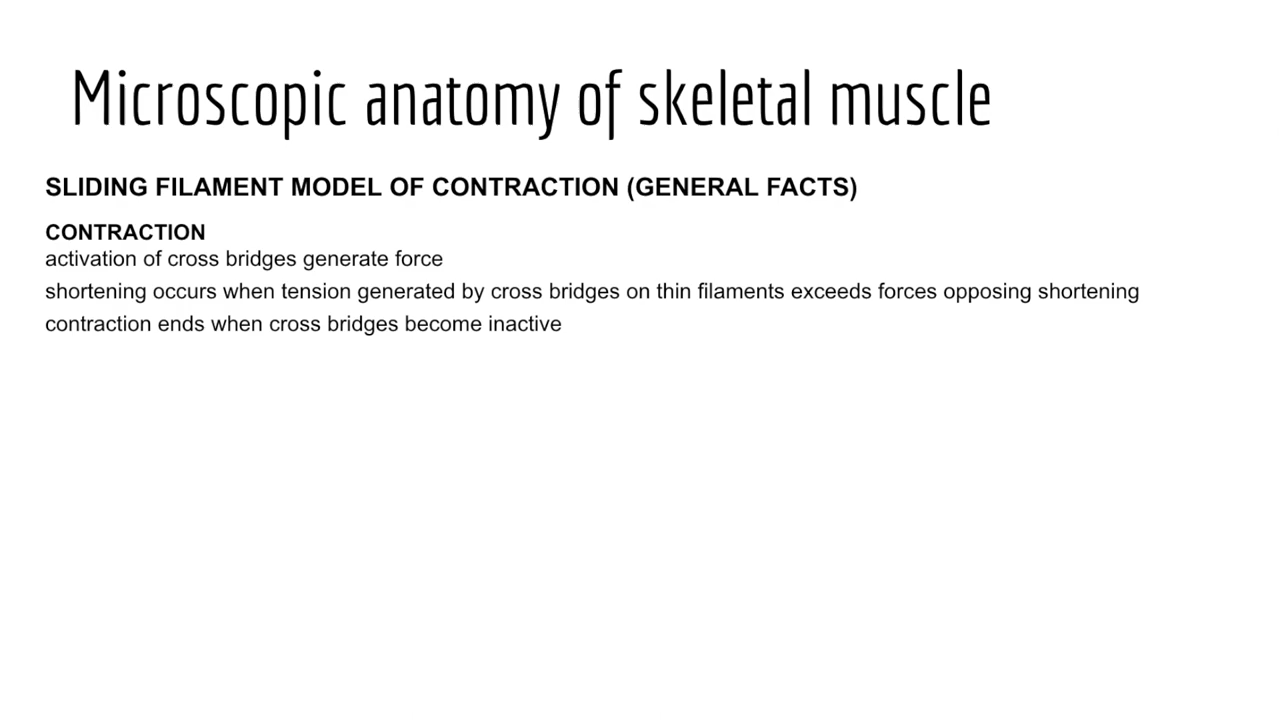 Microscopic anatomy of skeletal muscle
SLIDING FILAMENT MODEL OF CONTRACTION (GENERAL FACTS)
CONTRACTION
activation of cross bridges generate force
shortening occurs when tension generated by cross bridges on thin filaments exceeds forces opposing shortening
contraction ends when cross bridges become inactive